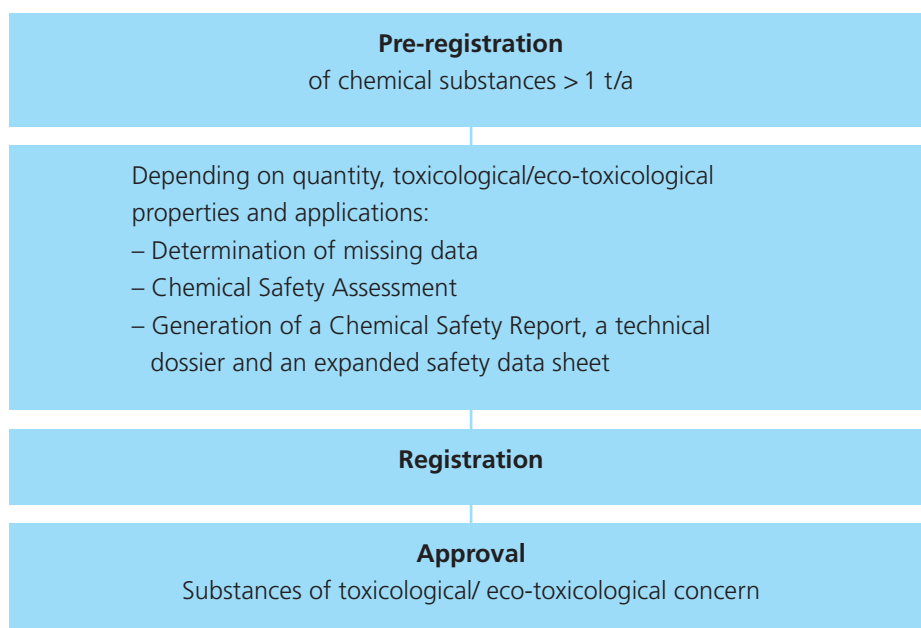 Pre-registration
of chemical substances > 1 t/a
Depending on quantity, toxicological/eco-toxicological
properties and applications:
– Determination of missing data
– Chemical Safety Assessment
– Generation of a Chemical Safety Report, a technical
dossier and an expanded safety data sheet
Registration
Approval
Substances of toxicological/ eco-toxicological concern